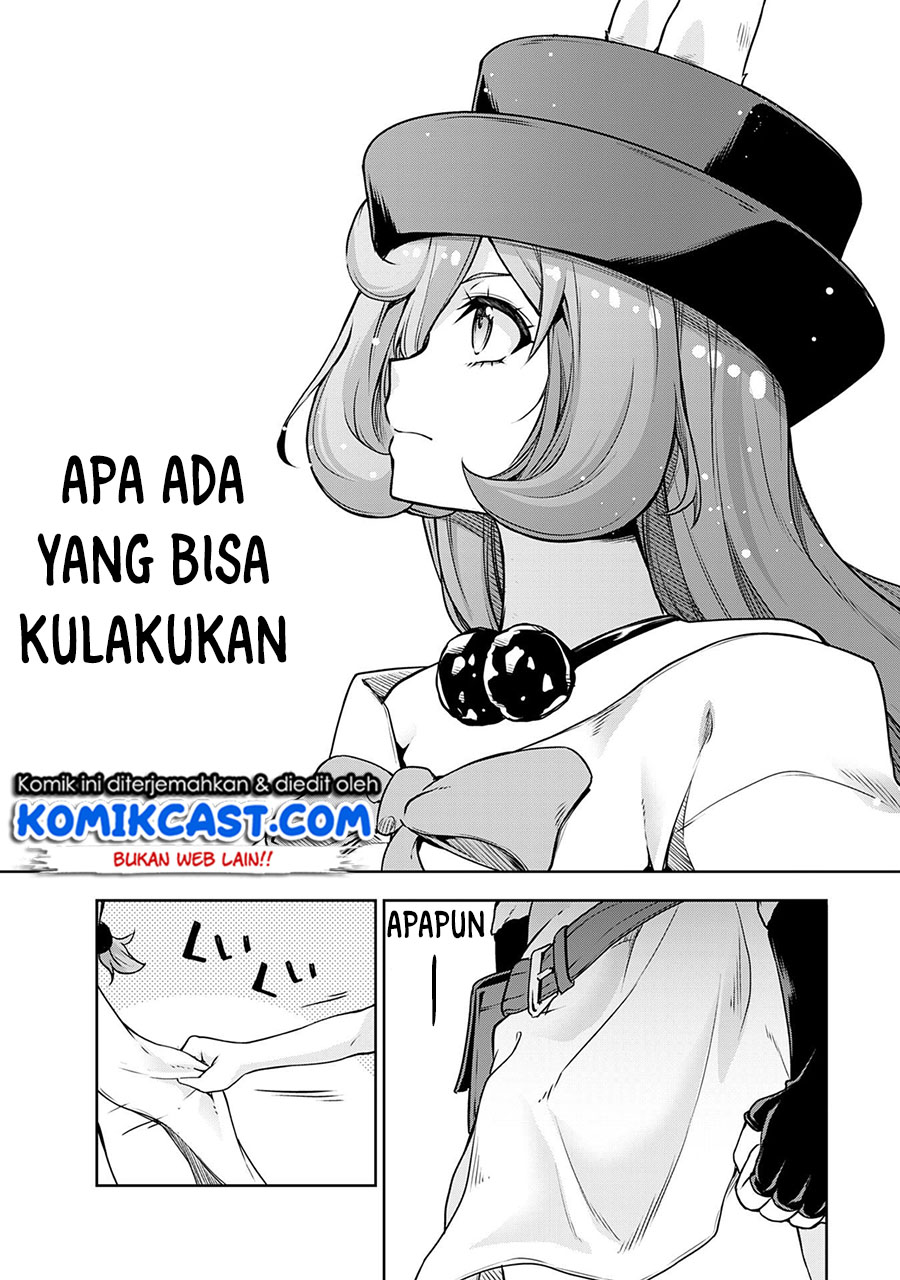 APA ADA
YANG BISA
KULAKUKAN
Komik ini diterjemahkan & diedit oleh
KOMIKCAST.COM
BUKAN WEB LAIN!!
くい
くい
APAPUN
ー